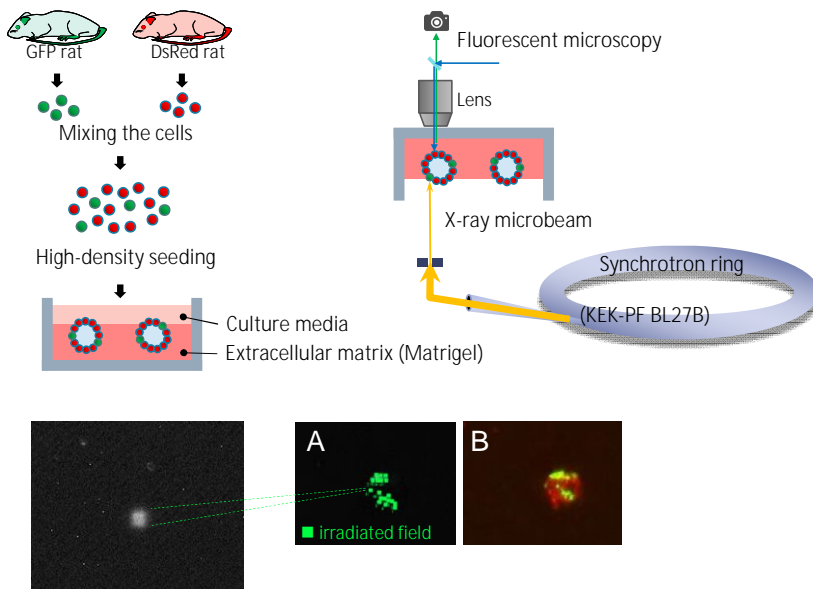 GFP rat
DsRed rat
Mixing the cells
High-density seeding
Culture media
Extracellular matrix (Matrigel)
Fluorescent microscopy
Lens
X-ray microbeam
Synchrotron ring
(KEK-PF BL27B)
A
irradiated field
B